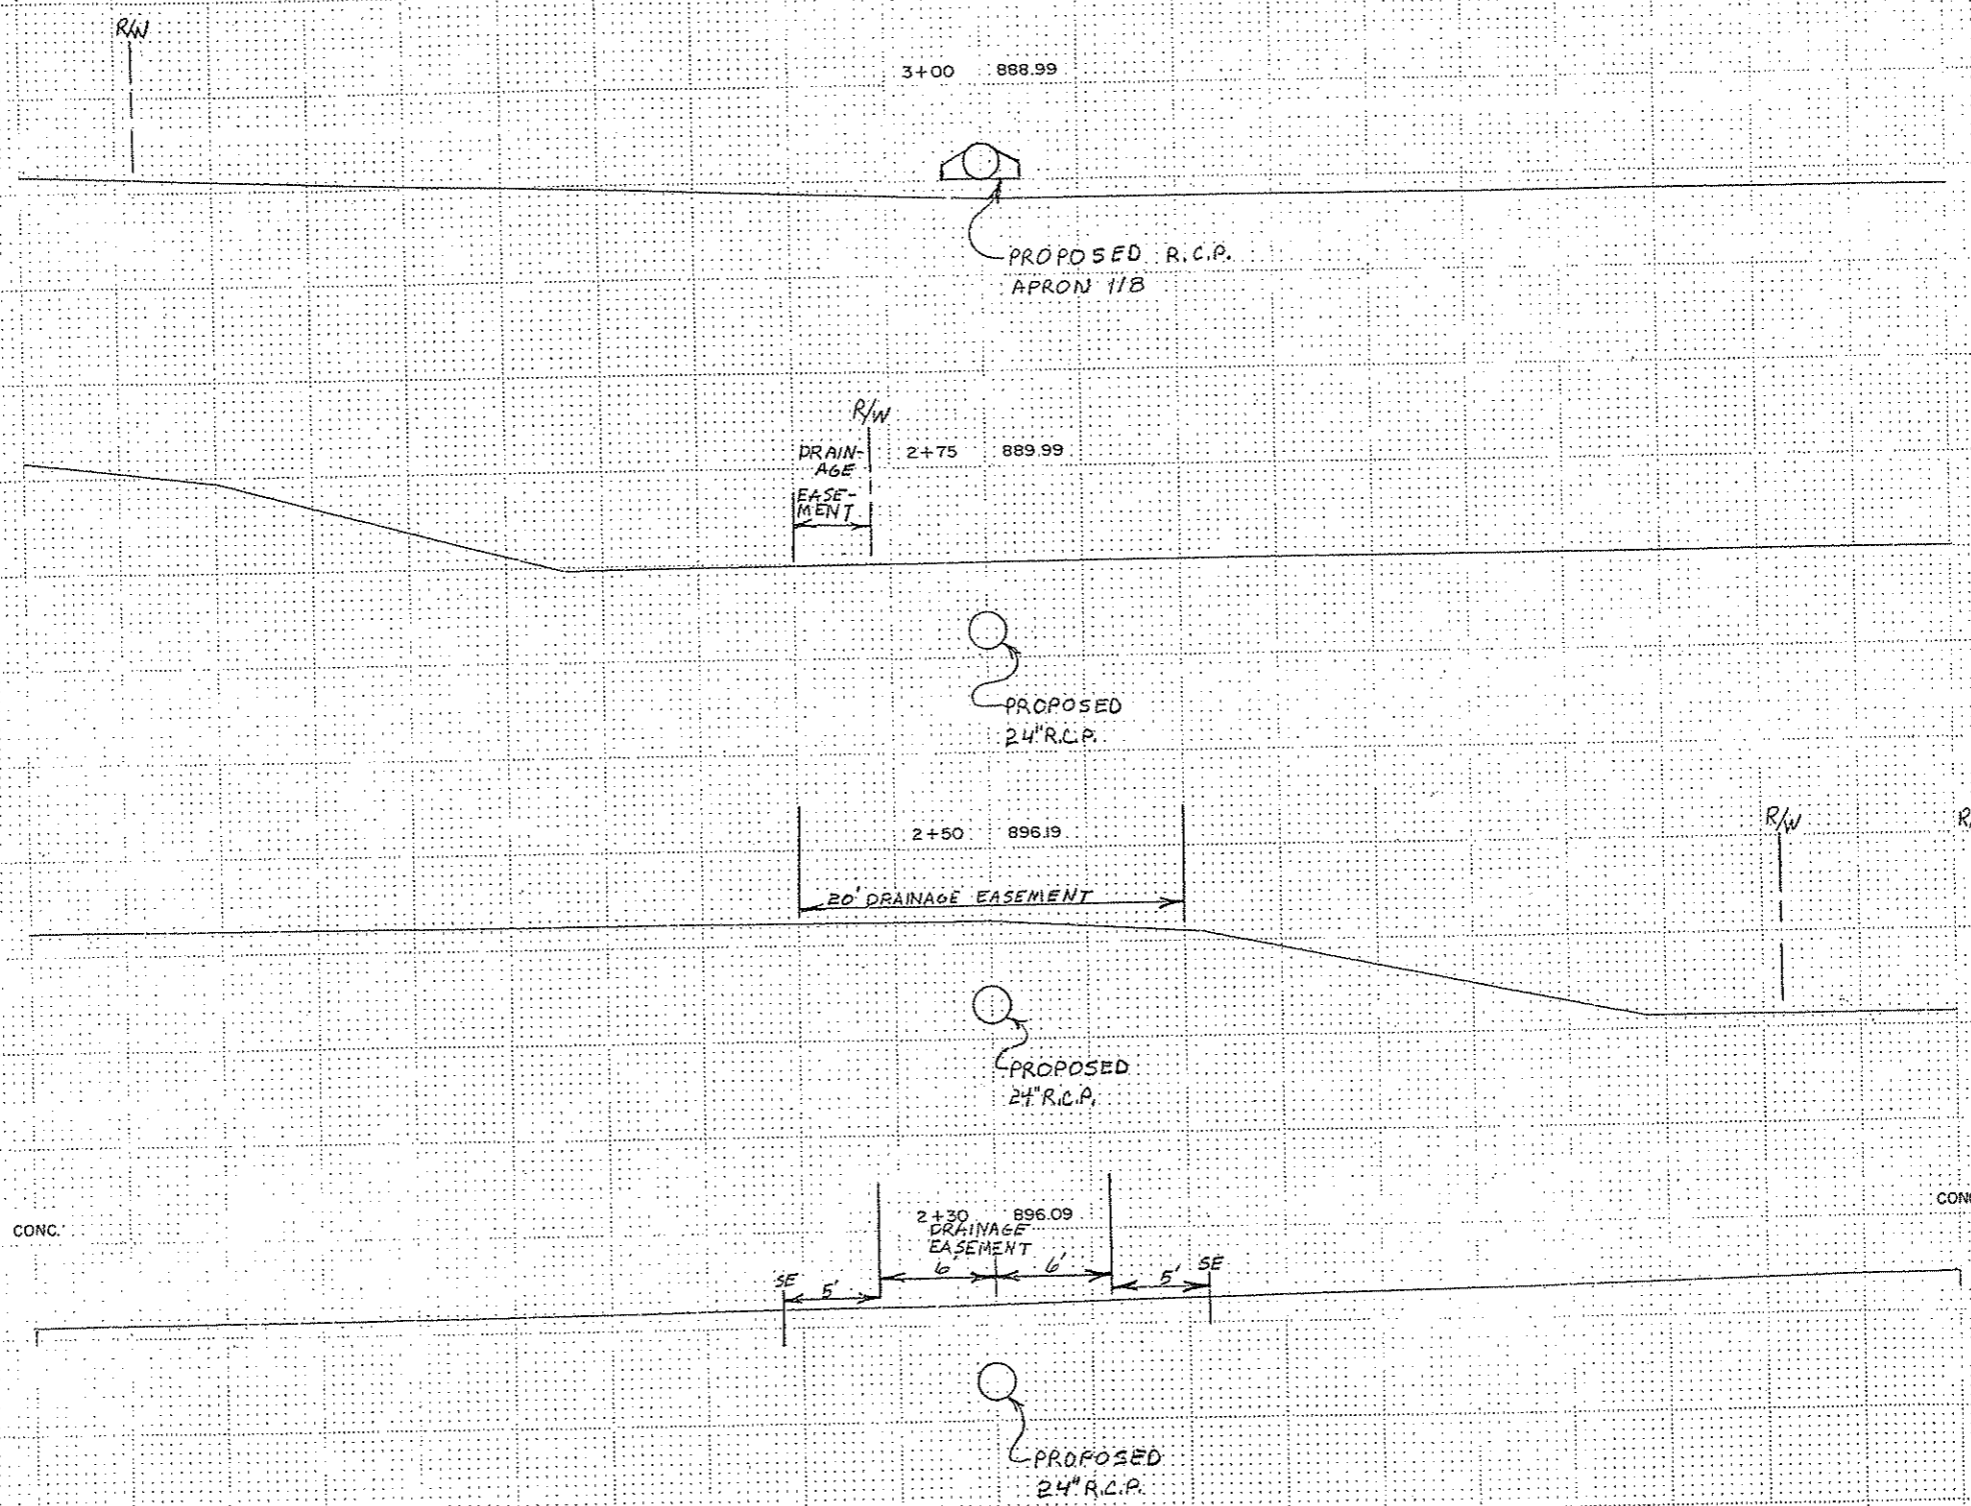 R/W
3+00 888.99
PROPOSED R.C.P.
APRON 1/B
R/W
DRAIN-
AGE
EASE-
MENT
2+75 889.99
PROPOSED
24" R.C.P.
R/W
2+50 896.19
20' DRAINAGE EASEMENT
PROPOSED
24" R.C.P.
CONC.
2+30 896.09
DRAINAGE
EASEMENT
SE 5' 6' 6' 5' SE
PROPOSED
24" R.C.P.